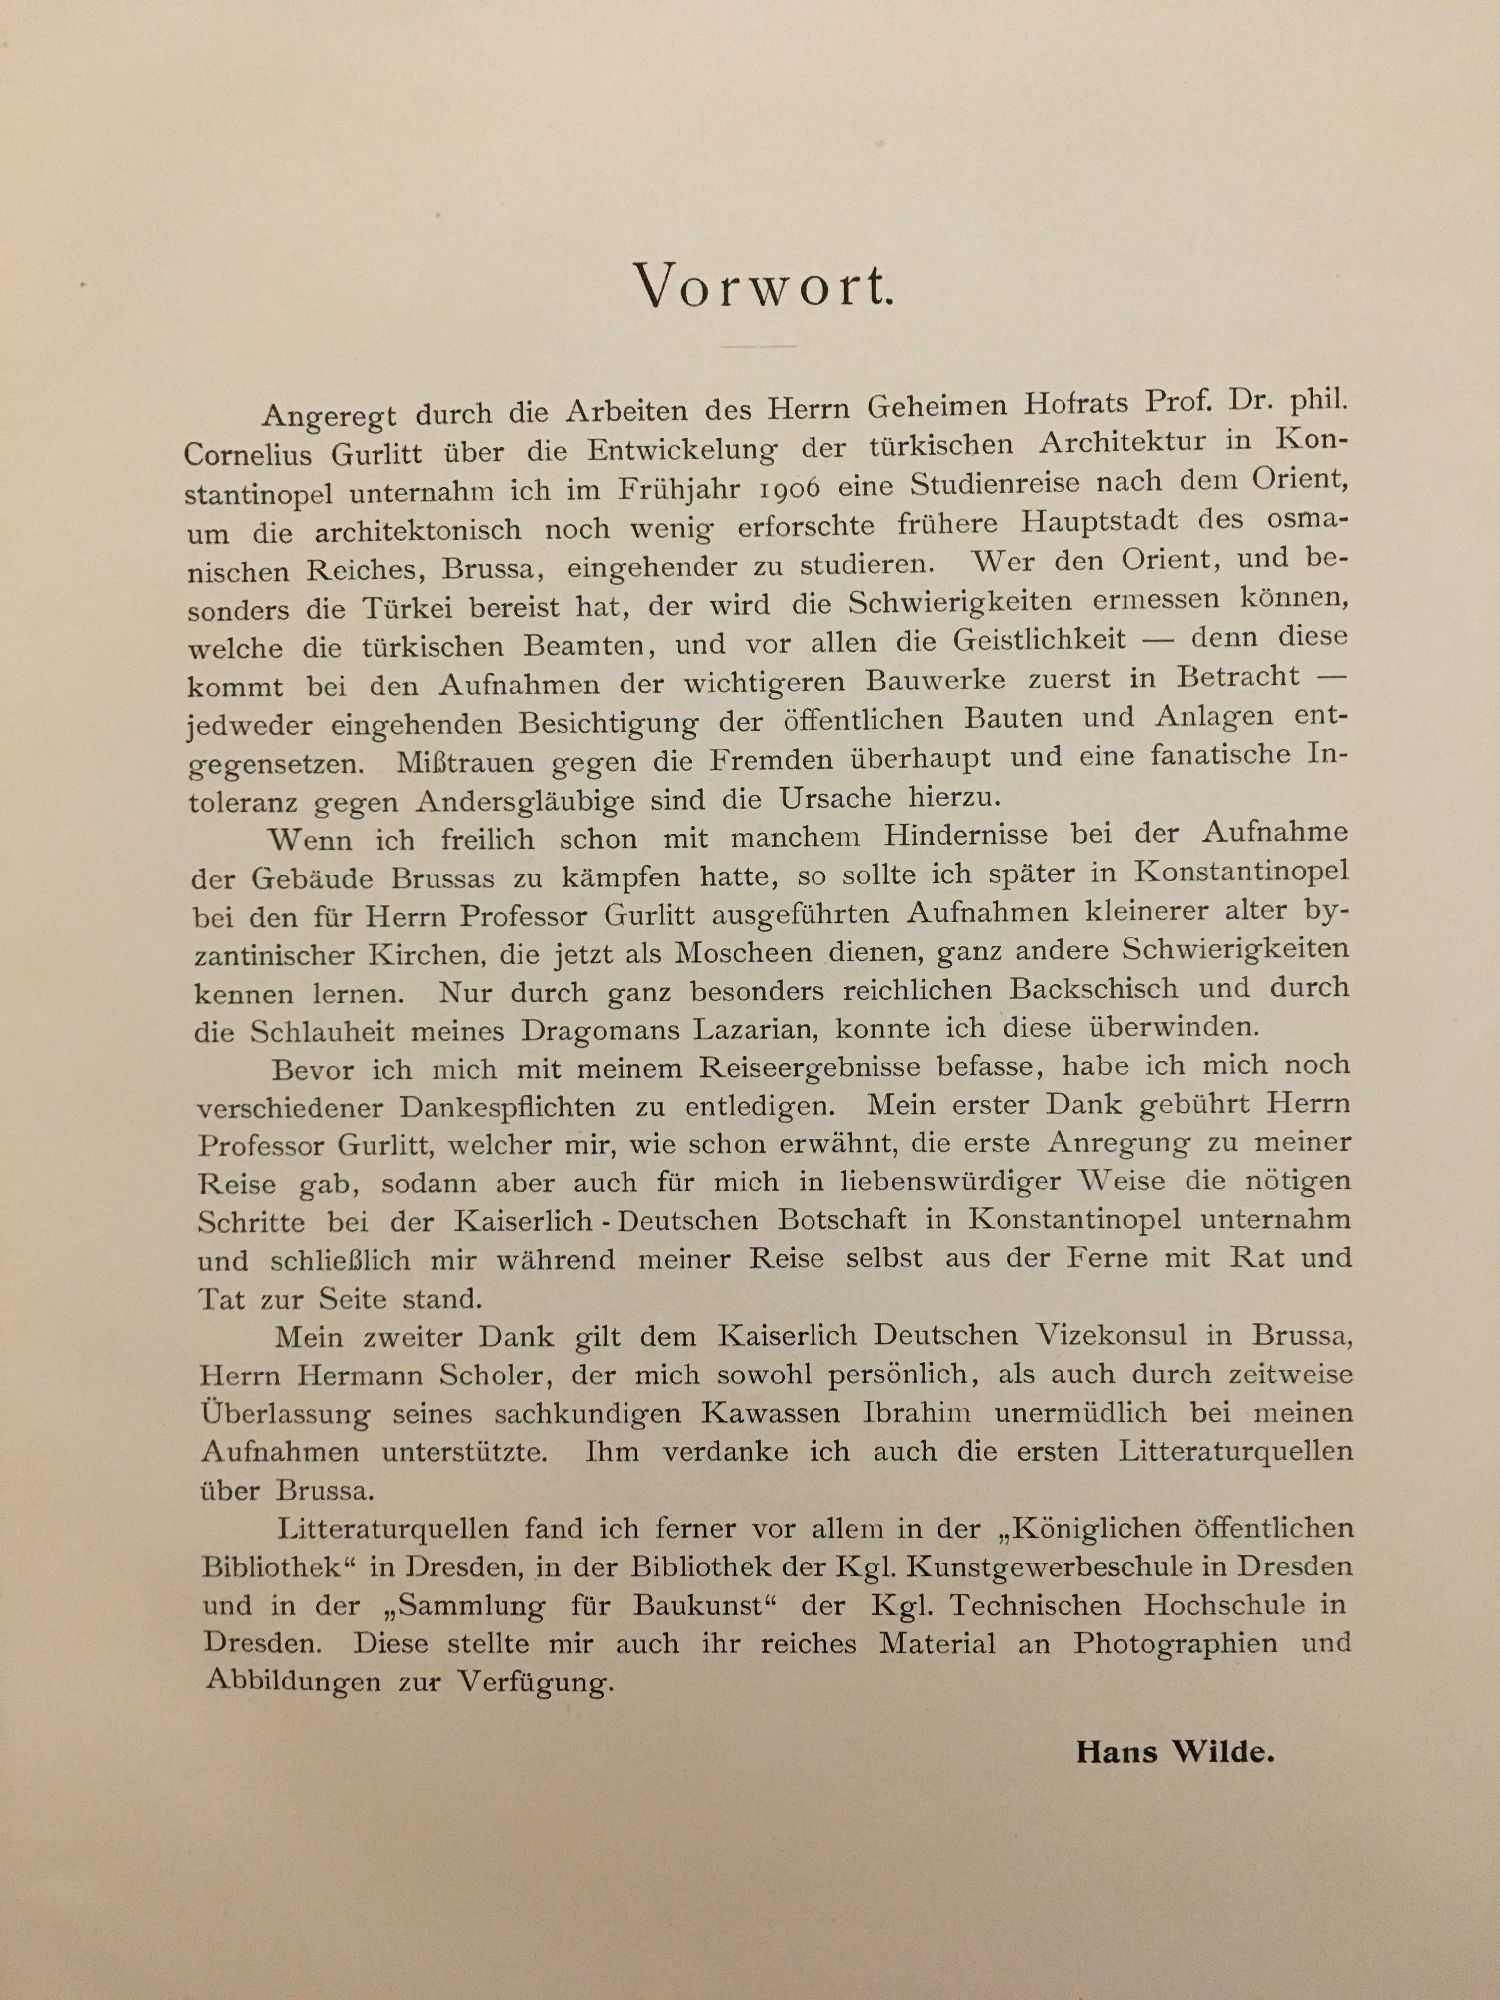 Vorwort.
Angeregt durch die Arbeiten des Herrn Geheimen Hofrats Prof. Dr. phil.
Cornelius Gurlitt über die Entwickelung der türkischen Architektur in Kon-
stantinopel unternahm ich im Frühjahr 1906 eine Studienreise nach dem Orient,
um die architektonisch noch wenig erforschte frühere Hauptstadt des osma-
nischen Reiches, Brussa, eingehender zu studieren. Wer den Orient, und be-
sonders die Türkei bereist hat, der wird die Schwierigkeiten ermessen können,
welche die türkischen Beamten, und vor allen die Geistlichkeit — denn diese
kommt bei den Aufnahmen der wichtigeren Bauwerke zuerst in Betracht —
jedweder eingehenden Besichtigung der öffentlichen Bauten und Anlagen ent-
gegensetzen. Mißtrauen gegen die Fremden überhaupt und eine fanatische In-
toleranz gegen Andersgläubige sind die Ursache hierzu.
Wenn ich freilich schon mit manchem Hindernisse bei der Aufnahme
der Gebäude Brussas zu kämpfen hatte, so sollte ich später in Konstantinopel
bei den für Herrn Professor Gurlitt ausgeführten Aufnahmen kleinerer alter by-
zantinischer Kirchen, die jetzt als Moscheen dienen, ganz andere Schwierigkeiten
kennen lernen. Nur durch ganz besonders reichlichen Backschisch und durch
die Schlauheit meines Dragomans Lazarian, konnte ich diese überwinden.
Bevor ich mich mit meinem Reiseergebnisse befasse, habe ich mich noch
verschiedener Dankespflichten zu entledigen. Mein erster Dank gebührt Herrn
Professor Gurlitt, welcher mir, wie schon erwähnt, die erste Anregung zu meiner
Reise gab, sodann aber auch für mich in liebenswürdiger Weise die nötigen
Schritte bei der Kaiserlich - Deutschen Botschaft in Konstantinopel unternahm
und schließlich mir während meiner Reise selbst aus der Ferne mit Rat und
Tat zur Seite stand.
Mein zweiter Dank gilt dem Kaiserlich Deutschen Vizekonsul in Brussa,
Herrn Hermann Scholer, der mich sowohl persönlich, als auch durch zeitweise
Überlassung seines sachkundigen Kawassen Ibrahim unermüdlich bei meinen
Aufnahmen unterstützte. Ihm verdanke ich auch die ersten Litteraturquellen
über Brussa.
Litteraturquellen fand ich ferner vor allem in der „Königlichen öffentlichen
Bibliothek“ in Dresden, in der Bibliothek der Kgl. Kunstgewerbeschule in Dresden
und in der „Sammlung für Baukunst“ der Kgl. Technischen Hochschule in
Dresden. Diese stellte mir auch ihr reiches Material an Photographien und
Abbildungen zur Verfügung.
Hans Wilde.